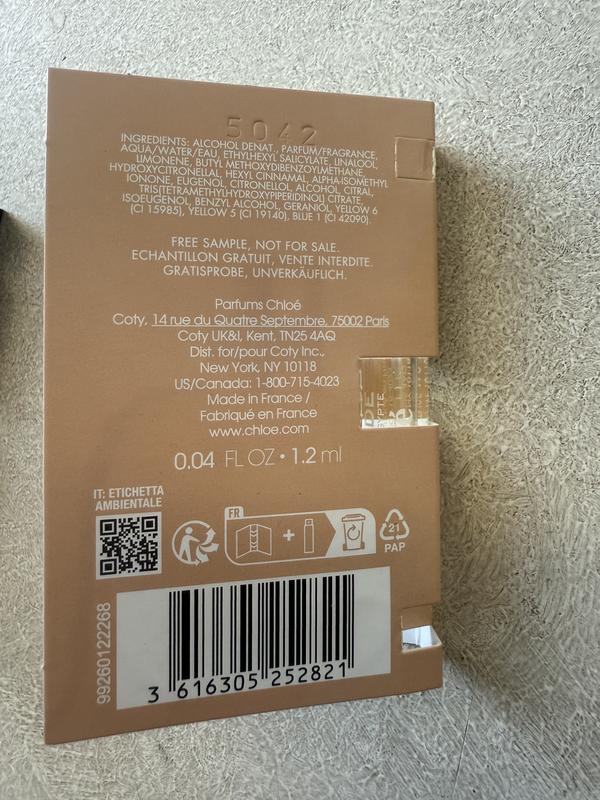 5042
INGREDIENTS: ALCOHOL DENAT., PARFUM/FRAGRANCE,
AQUA/WATER/EAU, ETHYLHEXYL SALICYLATE, LINALOOL,
LIMONENE, BUTYL METHOXYDIBENZOYLMETHANE,
HYDROXYCITRONELLAL, HEXYL CINNAMAL, ALPHA-ISOMETHYL
IONONE, EUGENOL, CITRONELLOL, ALCOHOL, CITRAL,
TRIS(TETRAMETHYLHYDROXYPIPERIDINOL) CITRATE,
ISOEUGENOL, BENZYL ALCOHOL, GERANIOL, YELLOW 6
(CI 15985), YELLOW 5 (CI 19140), BLUE 1 (CI 42090).
FREE SAMPLE, NOT FOR SALE.
ECHANTILLON GRATUIT, VENTE INTERDITE.
GRATISPROBE, UNVERKÄUFLICH.
Parfums Chloé
Coty, 14 rue du Quatre Septembre, 75002 Paris
Coty UK&I, Kent, TN25 4AQ
Dist. for/pour Coty Inc.,
New York, NY 10118
US/Canada: 1-800-715-4023
Made in France /
Fabriqué en France
www.chloe.com
0.04 FL OZ • 1.2 ml
IT: ETICHETTA
AMBIENTALE
FR
+
21
PAP
99260122268
3 616305 252821